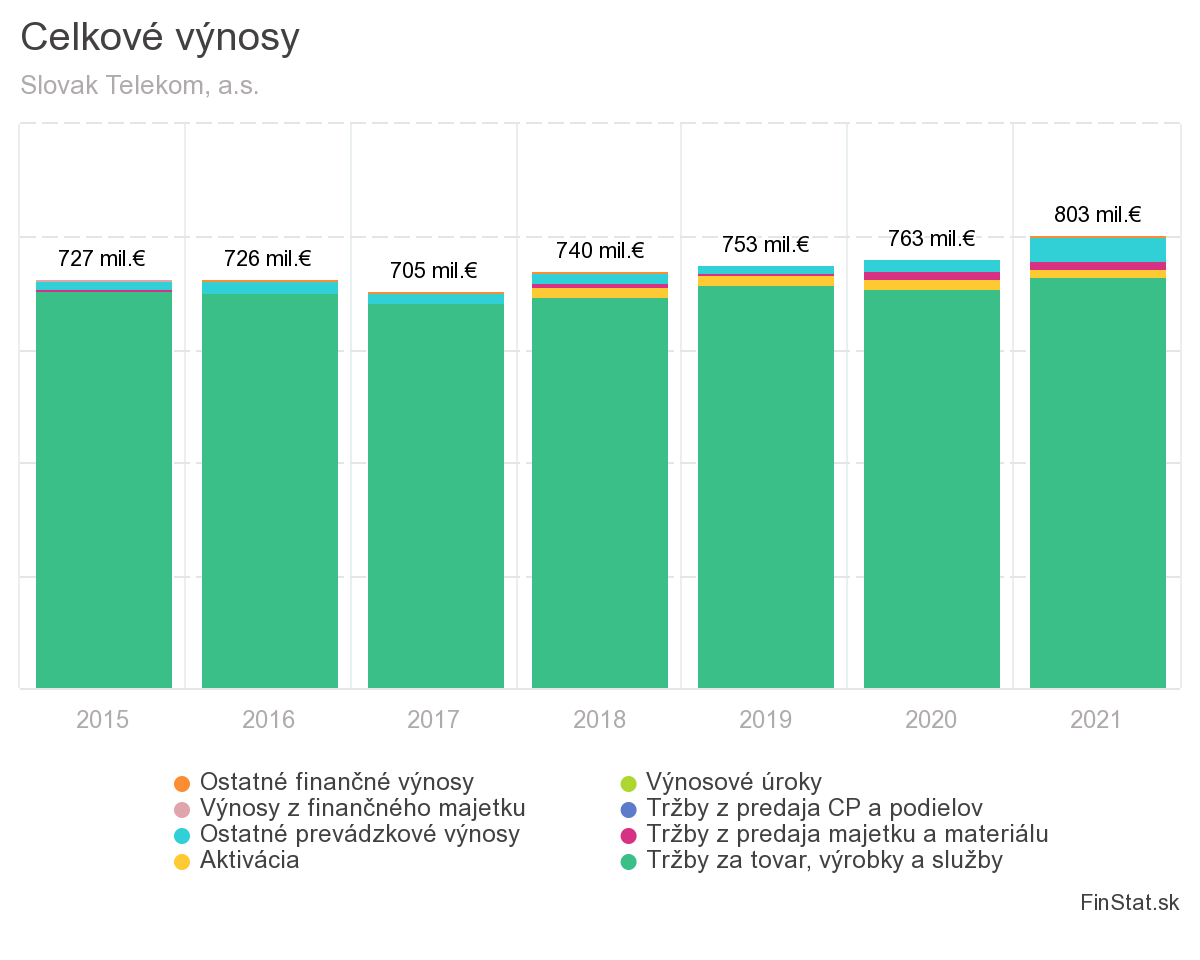 Celkové výnosy
Slovak Telekom, a.s.
727 mil.€
726 mil.€
705 mil.€
740 mil.€
753 mil.€
763 mil.€
803 mil.€
2015
2016
2017
2018
2019
2020
2021
Ostatné finančné výnosy
Výnosy z finančného majetku
Ostatné prevádzkové výnosy
Aktivácia
Výnosové úroky
Tržby z predaja CP a podielov
Tržby z predaja majetku a materiálu
Tržby za tovar, výrobky a služby
FinStat.sk